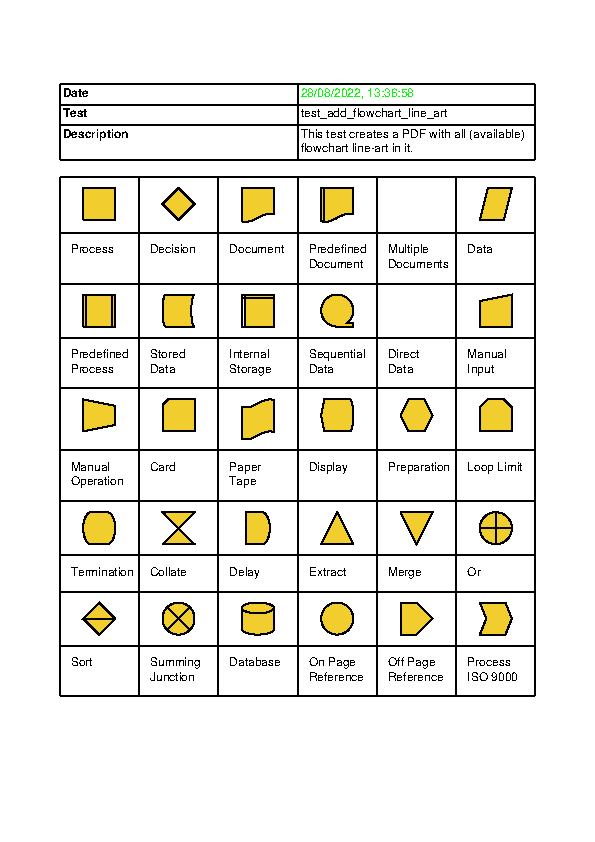 Date 28/08/2022, 13:36:58
Test test_add_flowchart_line_art
Description This test creates a PDF with all (available)
flowchart line-art in it.
Process Decision Document Predefined Multiple Data
Document Documents
Predefined Stored Internal Sequential Direct Manual
Process Data Storage Data Data Input
Manual Card Paper Display Preparation Loop Limit
Operation Tape
Termination Collate Delay Extract Merge Or
Sort Summing Database On Page Off Page Process
Junction Reference Reference ISO 9000